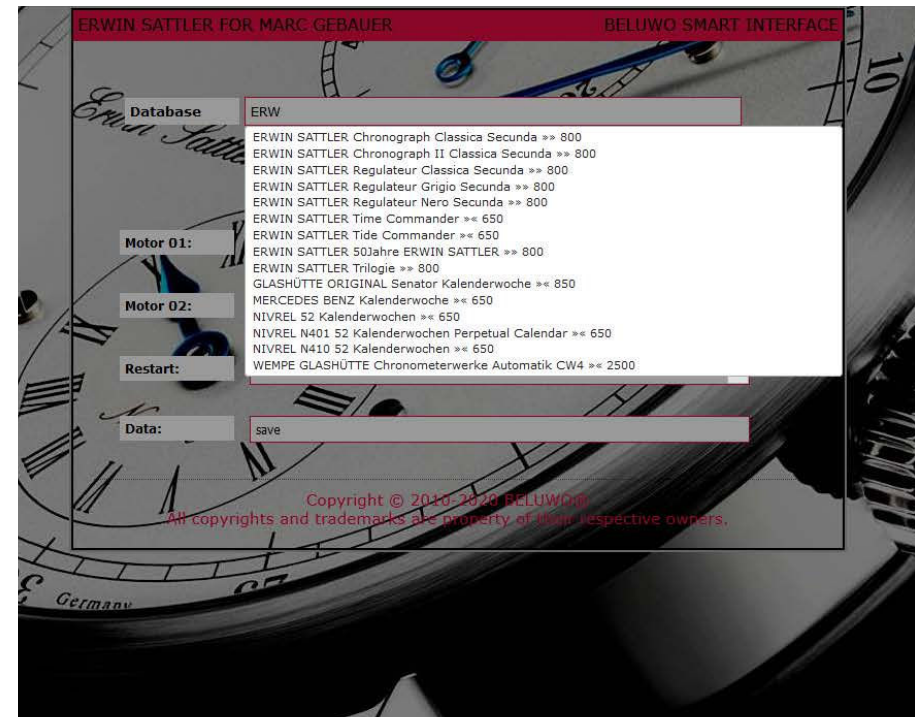 ERWIN SATTLER FOR MARC GEBAUER BELUWO SMART INTERFACE
10
Erwin Sattler
Database ERW
ERWIN SATTLER Chronograph Classica Secunda »» 800
ERWIN SATTLER Chronograph II Classica Secunda »» 800
ERWIN SATTLER Regulateur Classica Secunda »» 800
ERWIN SATTLER Regulateur Grigio Secunda »» 800
ERWIN SATTLER Regulateur Nero Secunda »» 800
ERWIN SATTLER Time Commander »« 650
ERWIN SATTLER Tide Commander »« 650
ERWIN SATTLER 50Jahre ERWIN SATTLER »» 800
ERWIN SATTLER Trilogie »» 800
GLASHÜTTE ORIGINAL Senator Kalenderwoche »« 850
MERCEDES BENZ Kalenderwoche »« 650
NIVREL 52 Kalenderwochen »« 650
NIVREL N401 52 Kalenderwochen Perpetual Calendar »« 650
NIVREL N410 52 Kalenderwochen »« 650
WEMPE GLASHÜTTE Chronometerwerke Automatik CW4 »« 2500
Motor 01:
Motor 02:
Restart:
Data: save
Copyright © 2010-2020 BELUWO®
All copyrights and trademarks are property of their respective owners.
Germany